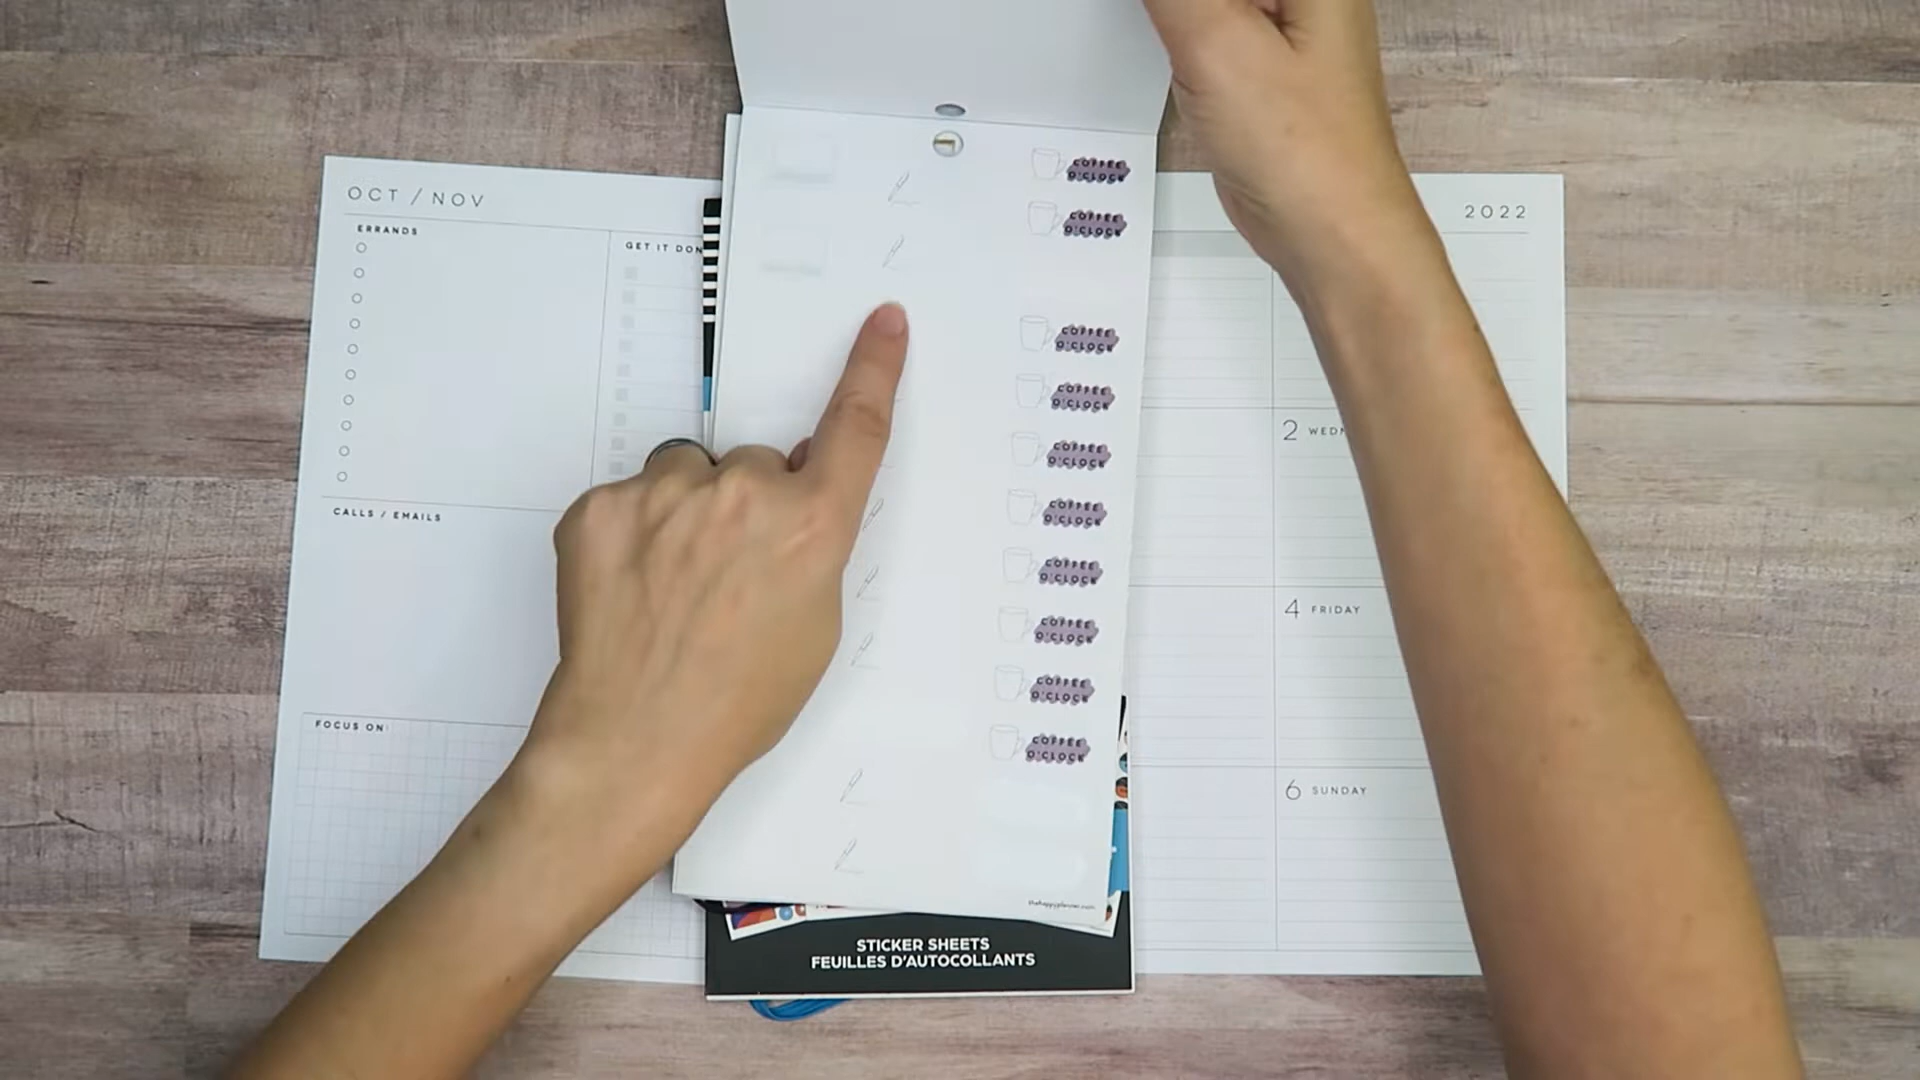 OCT / NOV
ERRANDS
GET IT DON
CALLS / EMAILS
FOCUS ON:
COFFEE
O'CLOCK
COFFEE
O'CLOCK
COFFEE
O'CLOCK
COFFEE
O'CLOCK
COFFEE
O'CLOCK
COFFEE
O'CLOCK
COFFEE
O'CLOCK
COFFEE
O'CLOCK
COFFEE
O'CLOCK
COFFEE
O'CLOCK
thehappyplanner.com
STICKER SHEETS
FEUILLES D'AUTOCOLLANTS
2022
2 WEDN
4 FRIDAY
6 SUNDAY